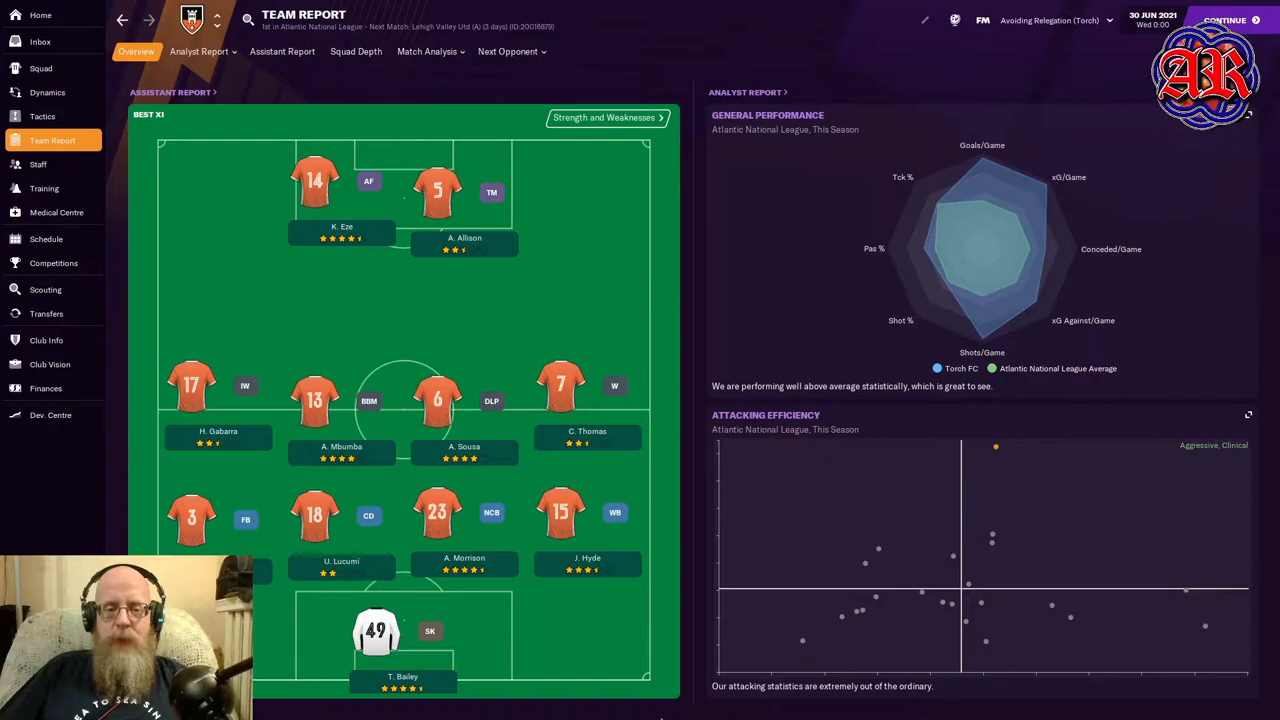 Home
Inbox
Squad
Dynamics
Tactics
Team Report
Staff
Training
Medical Centre
Schedule
Competitions
Scouting
Transfers
Club Info
Club Vision
Finances
Dev. Centre
TEAM REPORT
1st in Atlantic National League - Next Match: Lehigh Valley Utd (A) (3 days) (ID:20016879)
FM
Avoiding Relegation (Torch)
30 JUN 2021
Wed 0:00
CONTINUE
AR
Overview
Analyst Report
Assistant Report
Squad Depth
Match Analysis
Next Opponent
ASSISTANT REPORT
BEST XI
Strength and Weaknesses
14
AF
K. Eze
5
TM
A. Allison
17
IW
H. Gabarra
13
BBM
A. Mbumba
6
DLP
A. Sousa
7
W
C. Thomas
3
FB
18
CD
U. Lucumí
23
NCB
A. Morrison
15
WB
J. Hyde
49
SK
T. Bailey
ANALYST REPORT
GENERAL PERFORMANCE
Atlantic National League, This Season
Goals/Game
xG/Game
Conceded/Game
xG Against/Game
Shots/Game
Shot %
Pas %
Tck %
Torch FC
Atlantic National League Average
We are performing well above average statistically, which is great to see.
ATTACKING EFFICIENCY
Atlantic National League, This Season
Aggressive, Clinical
Our attacking statistics are extremely out of the ordinary.